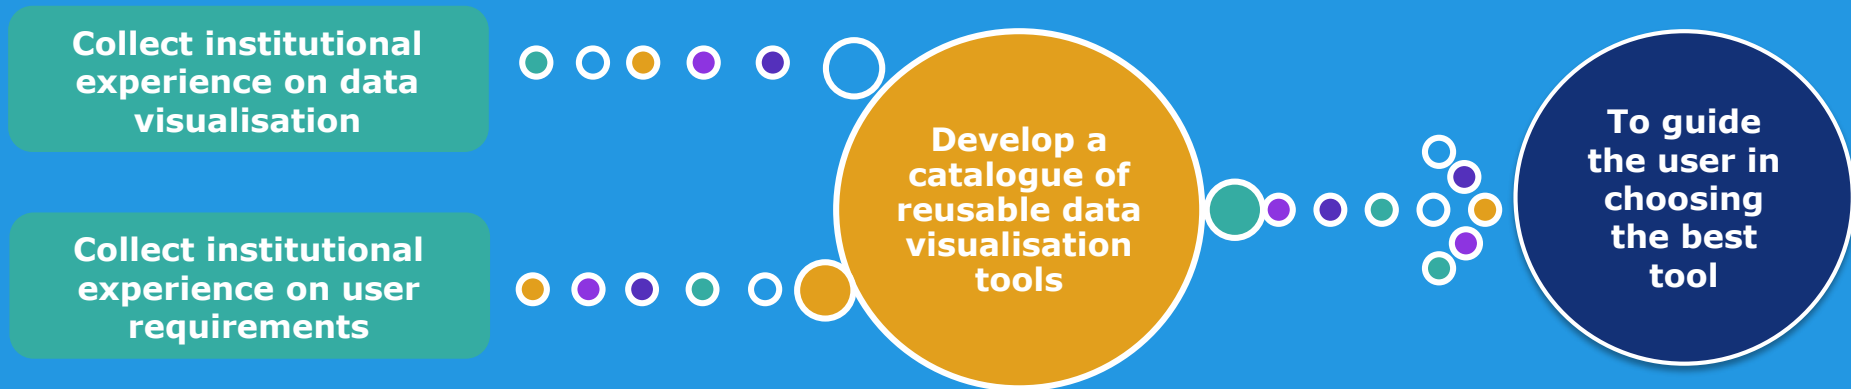 Collect institutional
experience on data
visualisation
Collect institutional
experience on user
requirements
Develop a
catalogue of
reusable data
visualisation
tools
To guide
the user in
choosing
the best
tool